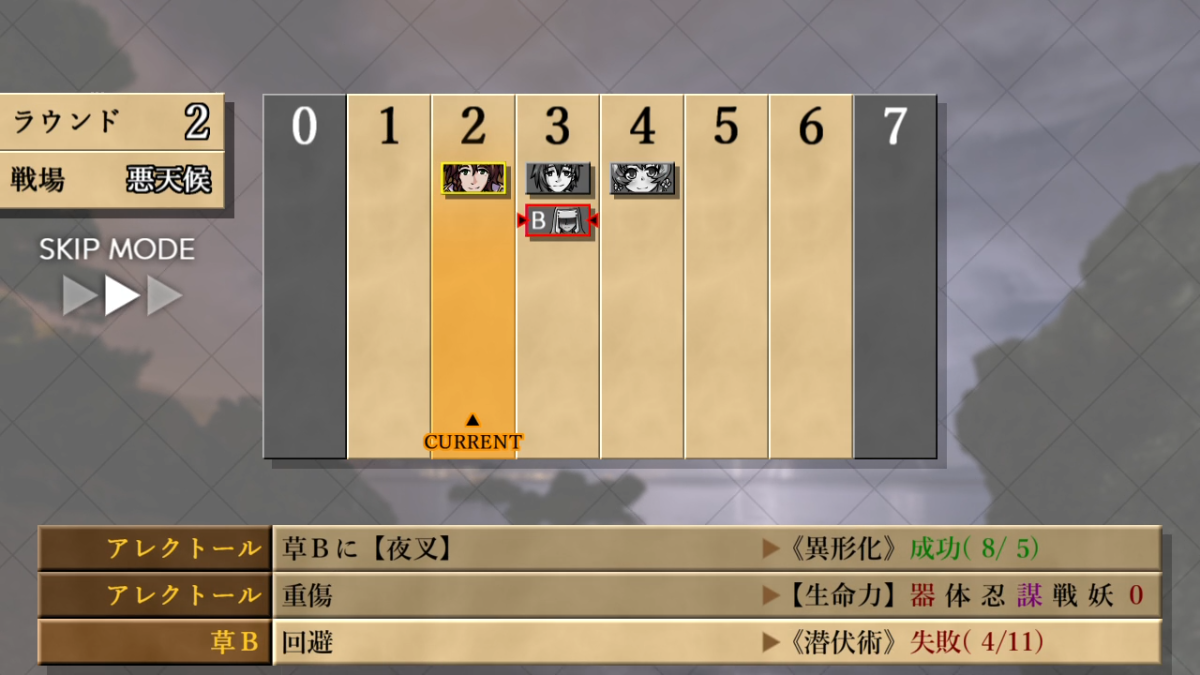 ラウンド 2
戦場 悪天候
SKIP MODE
0 1 2 3 4 5 6 7
B
▲
CURRENT
アレクトール 草Bに【夜叉】 ▶《異形化》成功( 8/ 5)
アレクトール 重傷 ▶【生命力】器 体 忍 謀 戦 妖 0
草B 回避 ▶《潜伏術》失敗( 4/11)